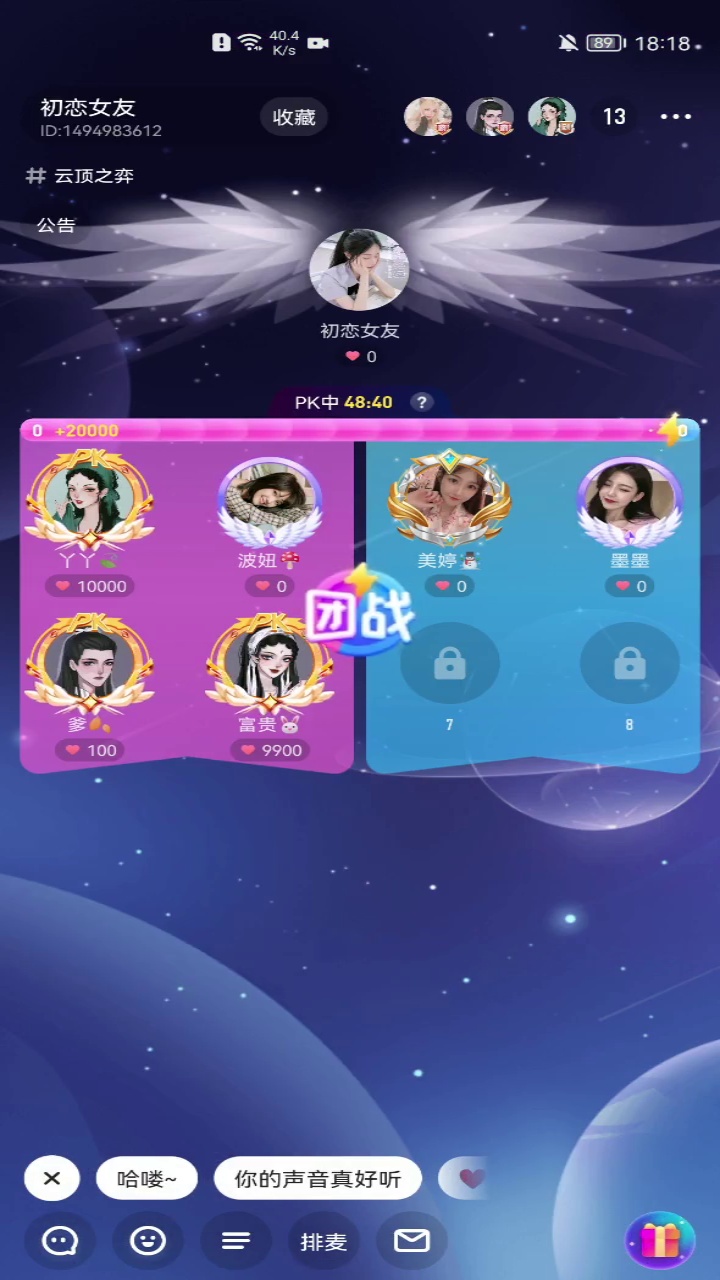 40.4
K/s
89
18:18
初恋女友
ID:1494983612
收藏
13
# 云顶之弈
公告
初恋女友
0
PK中 48:40 ?
0 +20000
0
PK
丫丫
10000
波妞
0
美婷
0
墨墨
0
团战
PK
爹
100
PK
富贵
9900
7
8
哈喽~
你的声音真好听
排麦